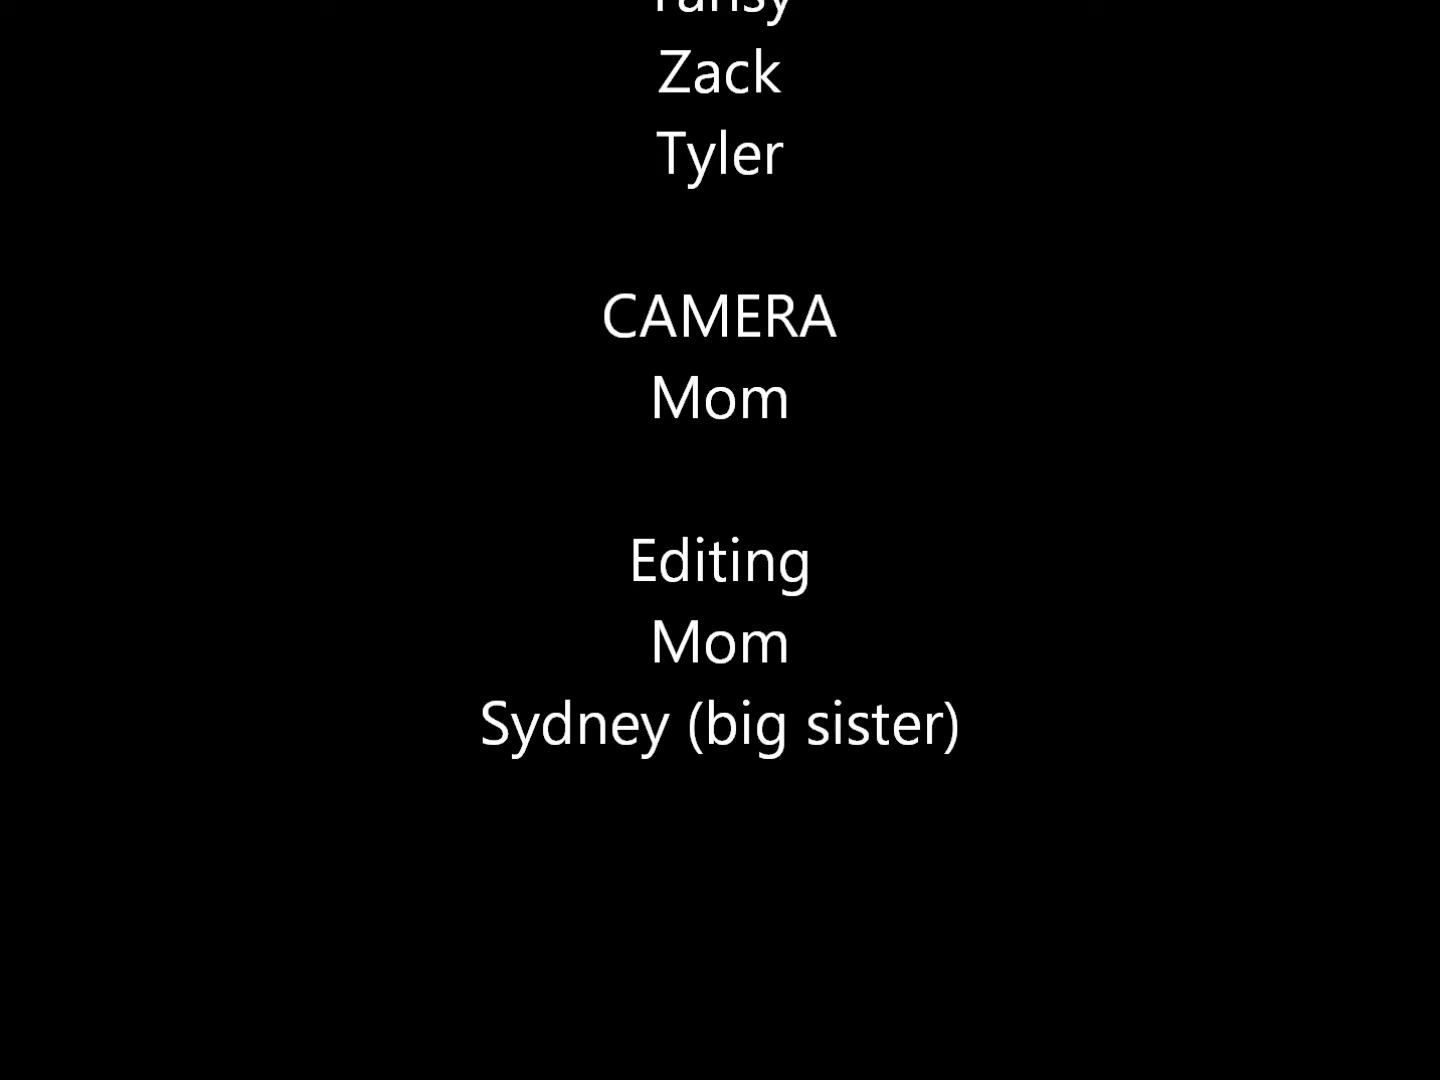 Zack
Tyler
CAMERA
Mom
Editing
Mom
Sydney (big sister)